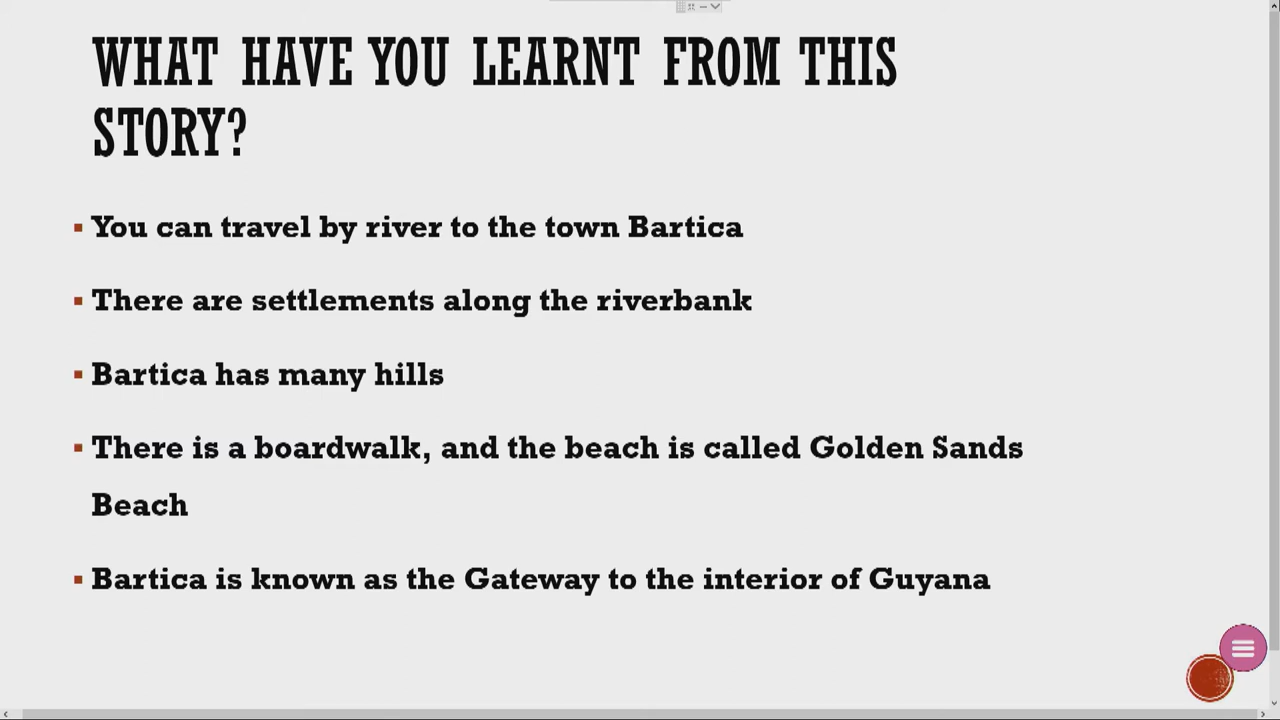 WHAT HAVE YOU LEARNT FROM THIS
STORY?
▪ You can travel by river to the town Bartica
▪ There are settlements along the riverbank
▪ Bartica has many hills
▪ There is a boardwalk, and the beach is called Golden Sands
Beach
▪ Bartica is known as the Gateway to the interior of Guyana